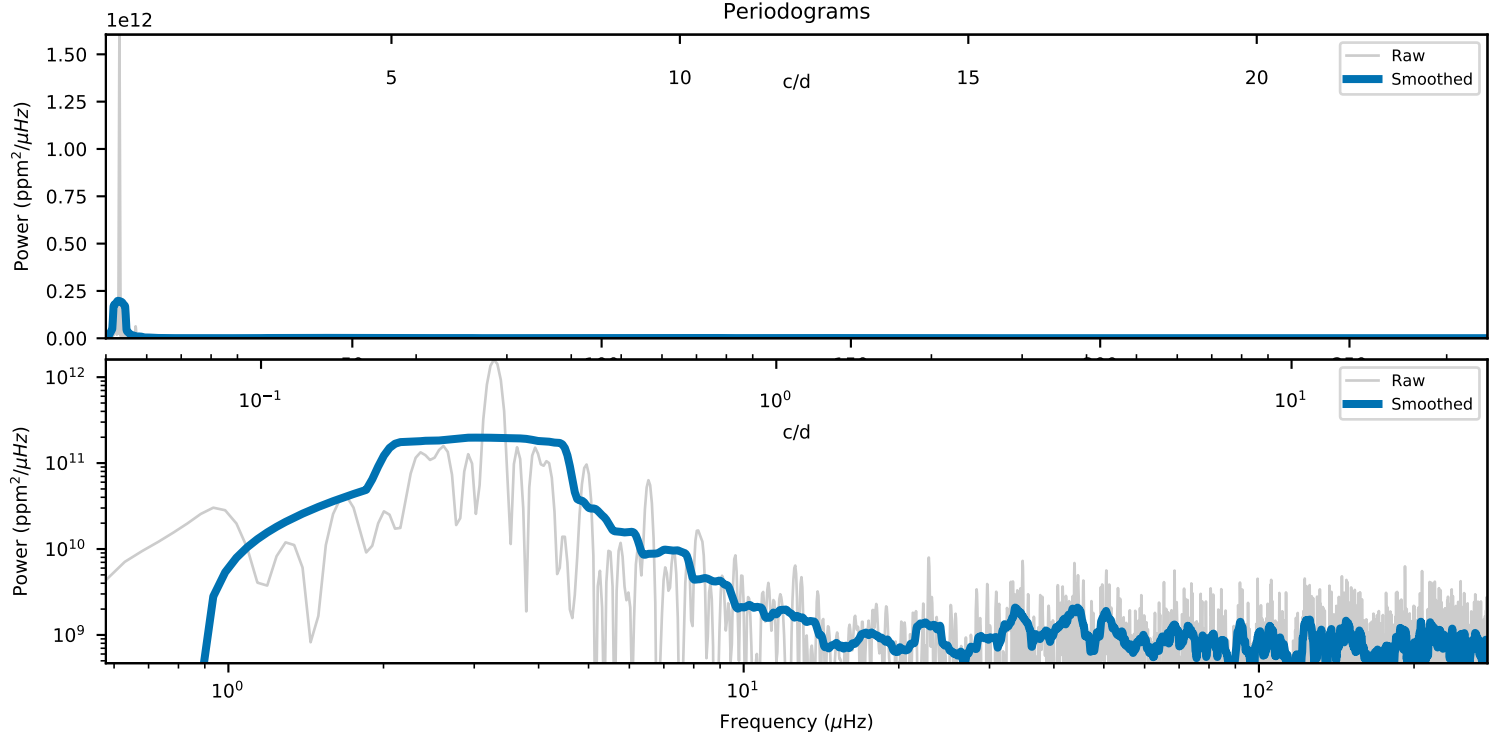 Periodograms
1e12
1.50
1.25
1.00
0.75
0.50
0.25
0.00
Power (ppm²/μHz)
5 10 15 20
c/d
Raw
Smoothed
10¹²
10¹¹
10¹⁰
10⁹
Power (ppm²/μHz)
10⁻¹ 10⁰ 10¹
c/d
Raw
Smoothed
10⁰ 10¹ 10²
Frequency (μHz)